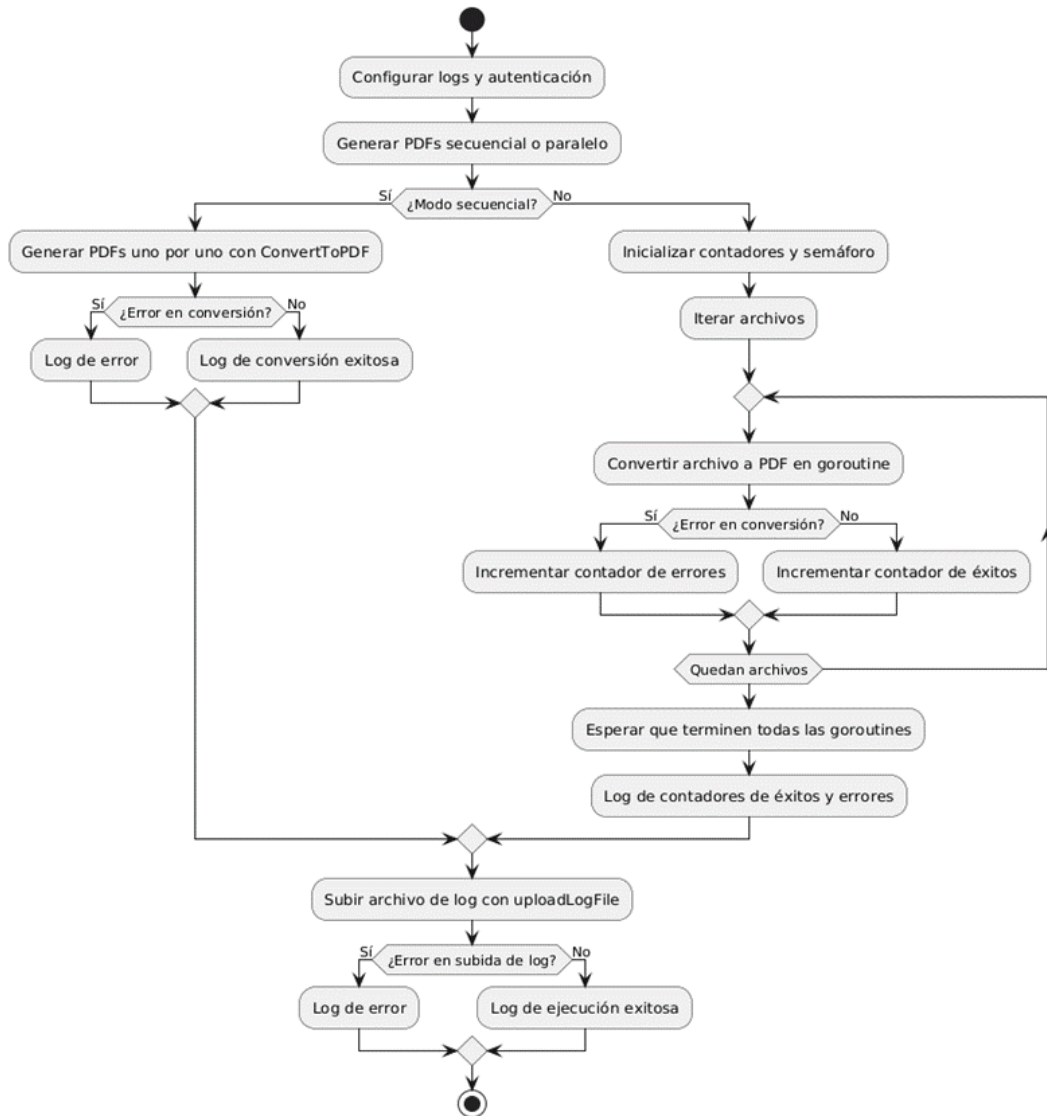 Configurar logs y autenticación
Generar PDFs secuencial o paralelo
Sí
¿Modo secuencial?
No
Generar PDFs uno por uno con ConvertToPDF
Sí
¿Error en conversión?
No
Log de error
Log de conversión exitosa
Inicializar contadores y semáforo
Iterar archivos
Convertir archivo a PDF en goroutine
Sí
¿Error en conversión?
No
Incrementar contador de errores
Incrementar contador de éxitos
Quedan archivos
Esperar que terminen todas las goroutines
Log de contadores de éxitos y errores
Subir archivo de log con uploadLogFile
Sí
¿Error en subida de log?
No
Log de error
Log de ejecución exitosa